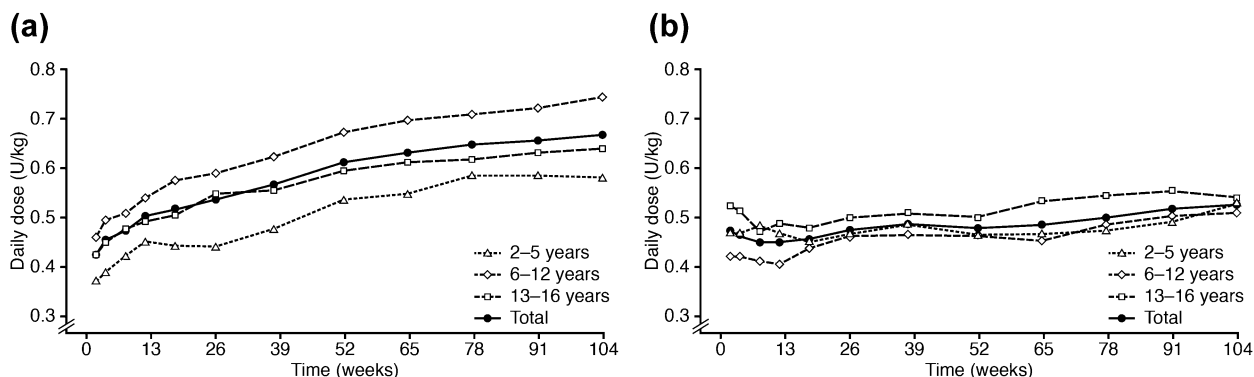 (a)
Daily dose (U/kg)
0.8
0.7
0.6
0.5
0.4
0.3
0 13 26 39 52 65 78 91 104
Time (weeks)
2–5 years
6–12 years
13–16 years
Total
(b)
Daily dose (U/kg)
0.8
0.7
0.6
0.5
0.4
0.3
0 13 26 39 52 65 78 91 104
Time (weeks)
2–5 years
6–12 years
13–16 years
Total